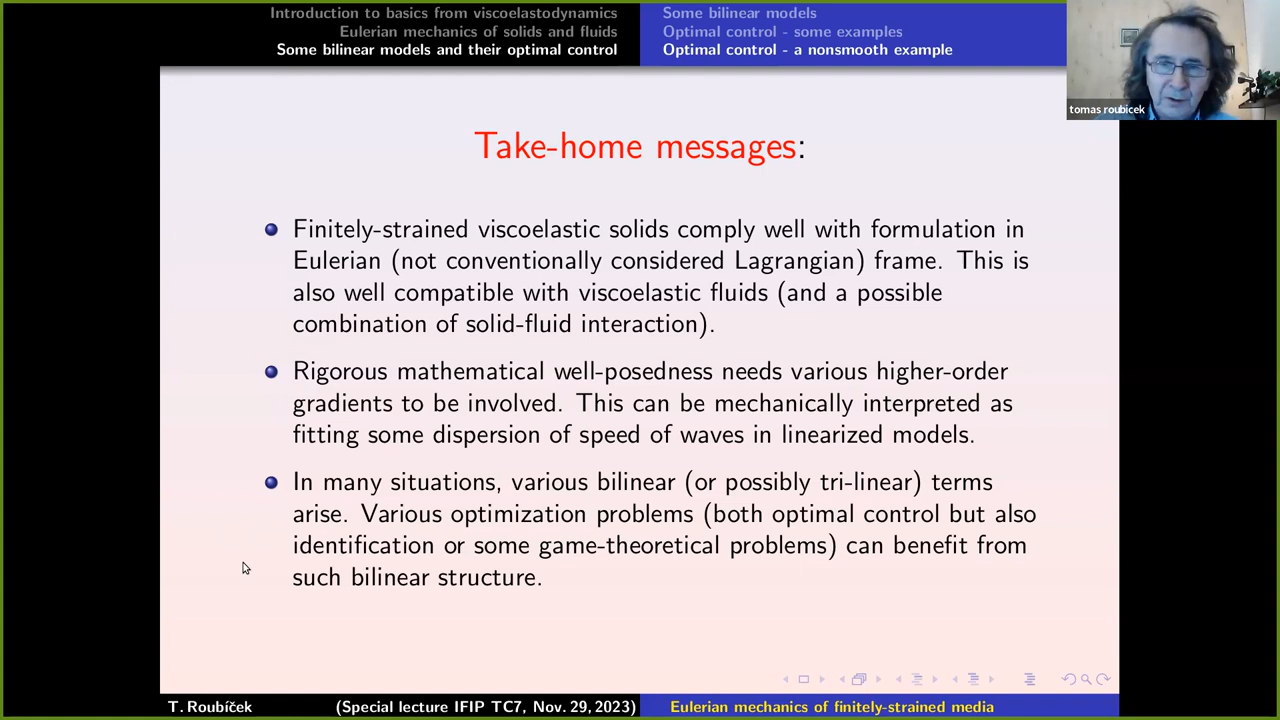 Introduction to basics from viscoelastodynamics
Eulerian mechanics of solids and fluids
Some bilinear models and their optimal control
Some bilinear models
Optimal control - some examples
Optimal control - a nonsmooth example
tomas roubicek
Take-home messages:
Finitely-strained viscoelastic solids comply well with formulation in
Eulerian (not conventionally considered Lagrangian) frame. This is
also well compatible with viscoelastic fluids (and a possible
combination of solid-fluid interaction).
Rigorous mathematical well-posedness needs various higher-order
gradients to be involved. This can be mechanically interpreted as
fitting some dispersion of speed of waves in linearized models.
In many situations, various bilinear (or possibly tri-linear) terms
arise. Various optimization problems (both optimal control but also
identification or some game-theoretical problems) can benefit from
such bilinear structure.
T. Roubíček
(Special lecture IFIP TC7, Nov. 29, 2023)
Eulerian mechanics of finitely-strained media